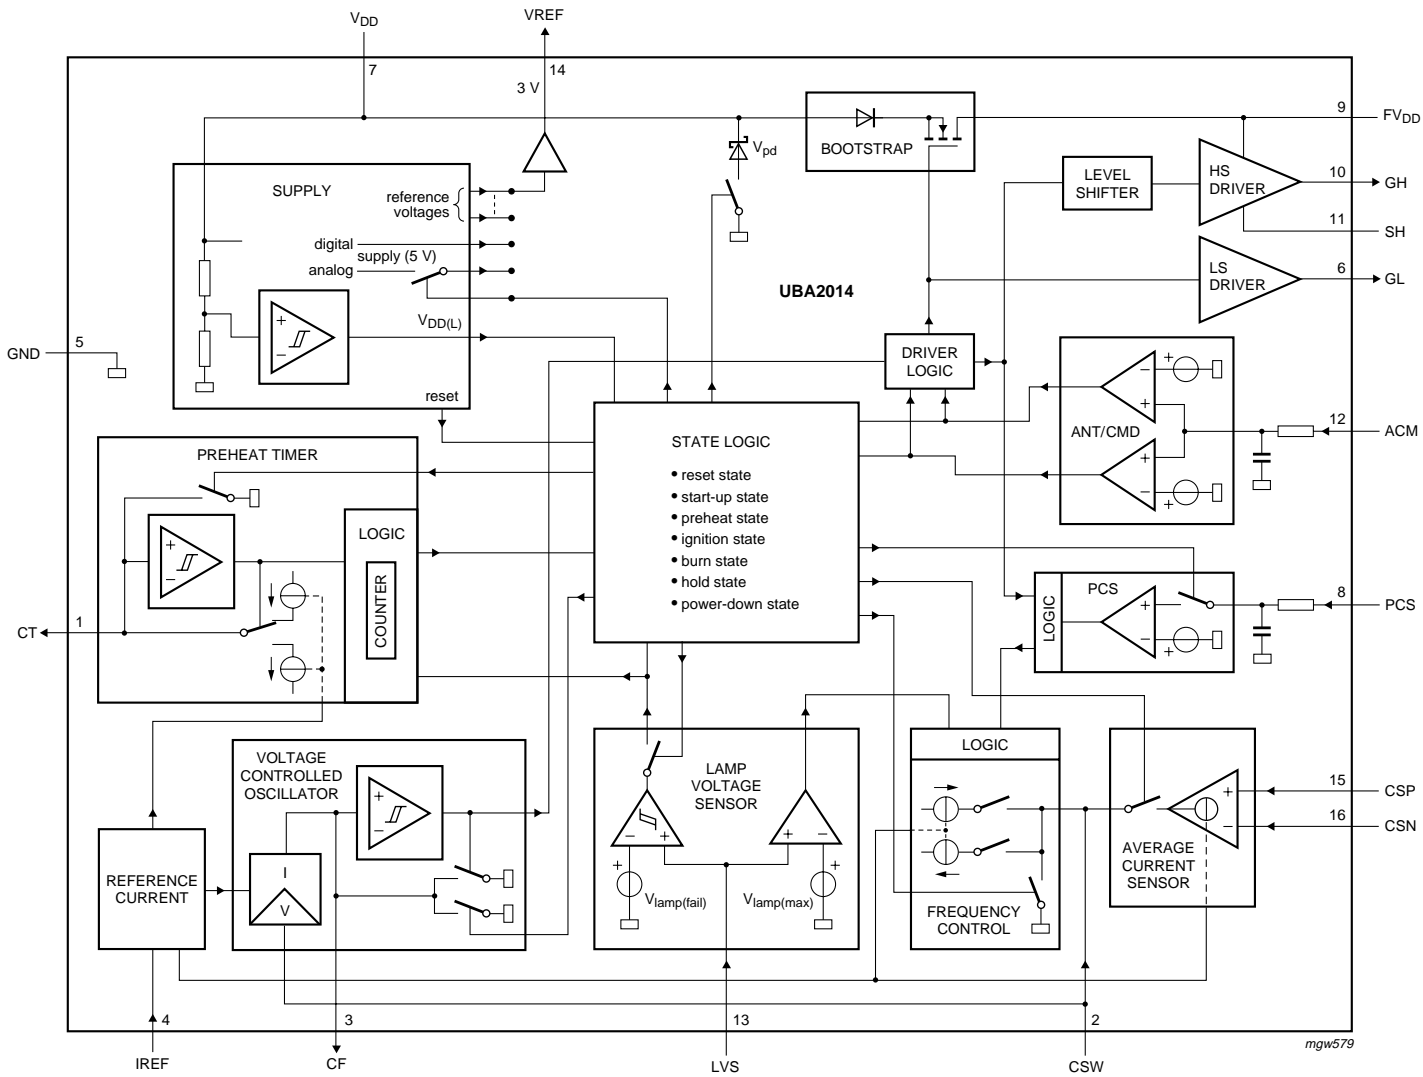 VDD
VREF
7
14
3 V
9
FVDD
BOOTSTRAP
Vpd
SUPPLY
reference
voltages
digital
supply (5 V)
analog
VDD(L)
reset
LEVEL
SHIFTER
HS
DRIVER
10
GH
11
SH
LS
DRIVER
6
GL
UBA2014
GND
5
DRIVER
LOGIC
ANT/CMD
12
ACM
STATE LOGIC
• reset state
• start-up state
• preheat state
• ignition state
• burn state
• hold state
• power-down state
PREHEAT TIMER
LOGIC
COUNTER
CT
1
LOGIC
PCS
8
PCS
VOLTAGE
CONTROLLED
OSCILLATOR
I
V
REFERENCE
CURRENT
LAMP
VOLTAGE
SENSOR
Vlamp(fail)
Vlamp(max)
LOGIC
FREQUENCY
CONTROL
AVERAGE
CURRENT
SENSOR
15
CSP
16
CSN
4
3
13
2
IREF
CF
LVS
CSW
mgw579